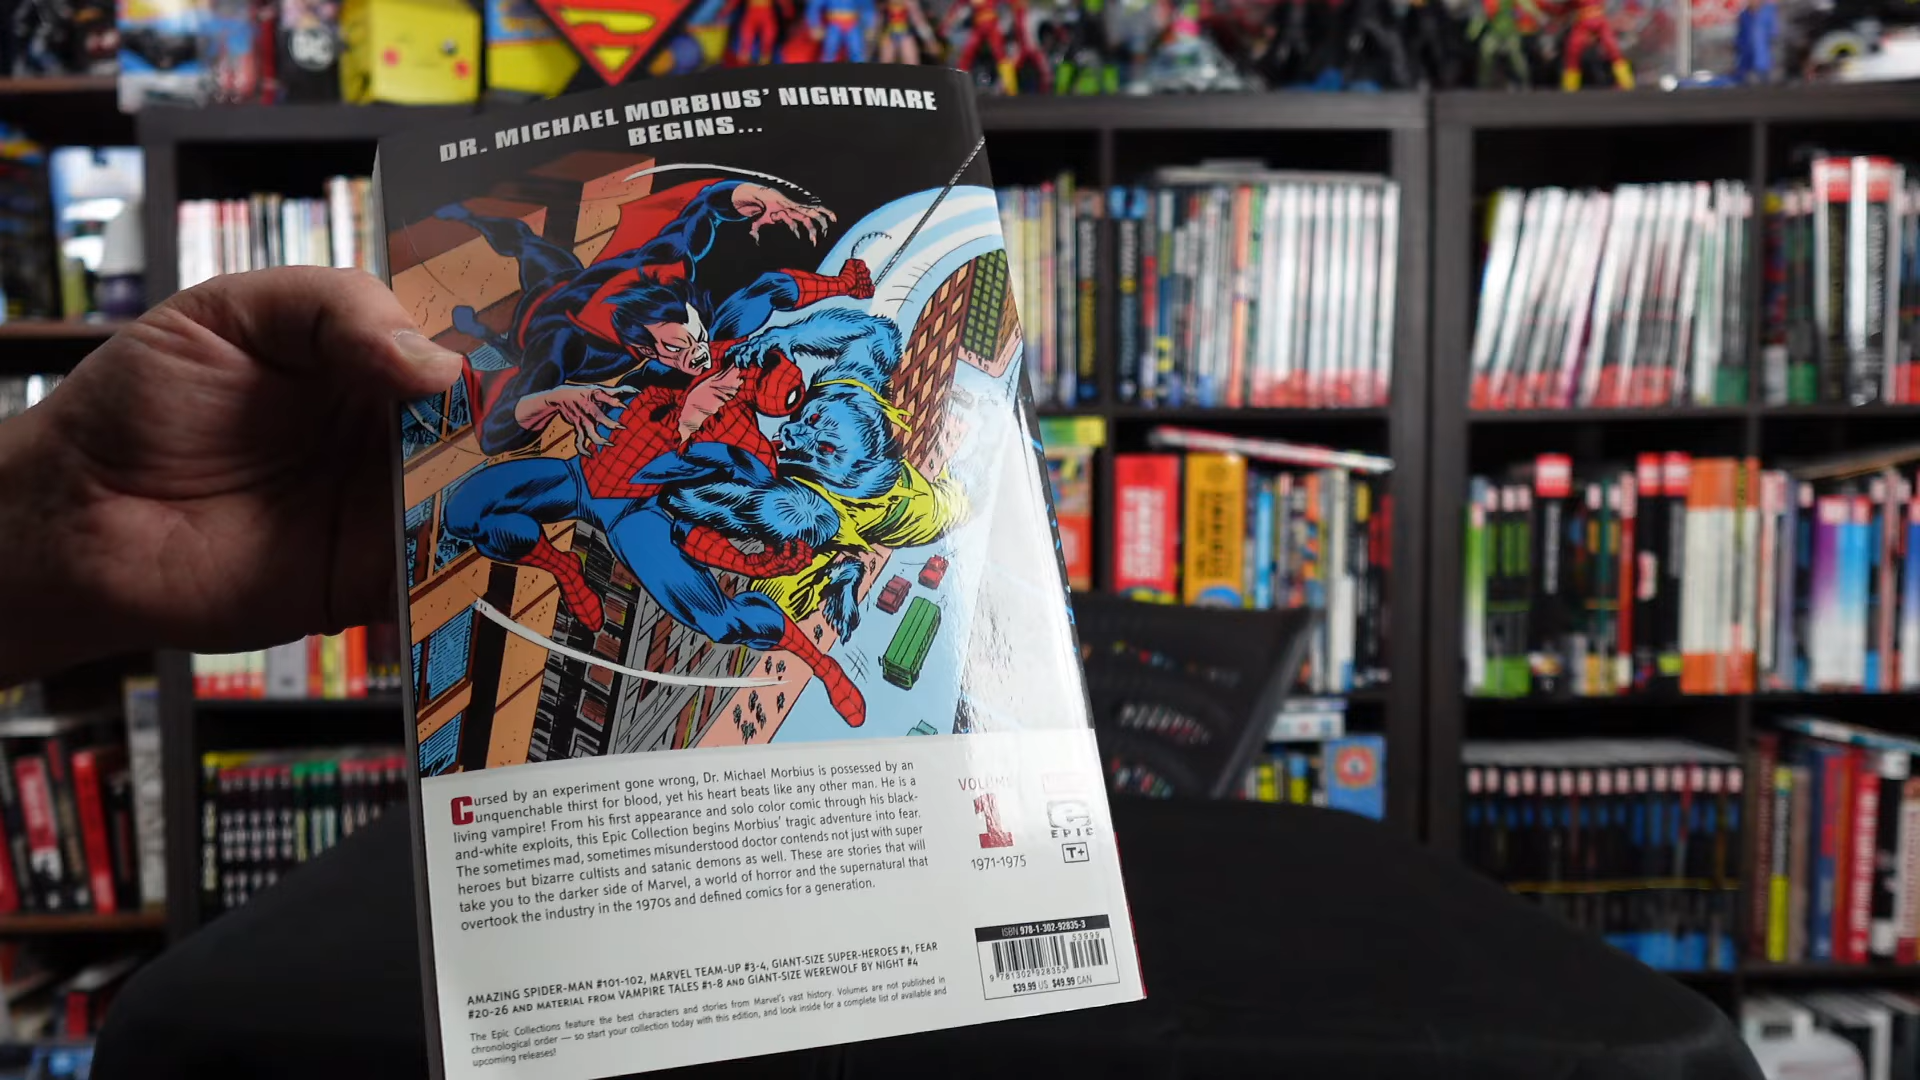 DR. MICHAEL MORBIUS' NIGHTMARE
BEGINS...
Cursed by an experiment gone wrong, Dr. Michael Morbius is possessed by an
unquenchable thirst for blood, yet his heart beats like any other man. He is a
living vampire! From his first appearance and solo color comic through his black-
and-white exploits, this Epic Collection begins Morbius' tragic adventure into fear.
The sometimes mad, sometimes misunderstood doctor contends not just with super
heroes but bizarre cultists and satanic demons as well. These are stories that will
take you to the darker side of Marvel, a world of horror and the supernatural that
overtook the industry in the 1970s and defined comics for a generation.
VOLUME
1
1971-1975
EPIC
T+
AMAZING SPIDER-MAN #101-102, MARVEL TEAM-UP #3-4, GIANT-SIZE SUPER-HEROES #1, FEAR
#20-26 AND MATERIAL FROM VAMPIRE TALES #1-8 AND GIANT-SIZE WEREWOLF BY NIGHT #4
The Epic Collections feature the best characters and stories from Marvel's vast history. Volumes are not published in
chronological order — so start your collection today with this edition, and look inside for a complete list of available and
upcoming releases!
ISBN 978-1-302-92835-3
53999
9 781302 928353
$39.99 US $49.99 CAN